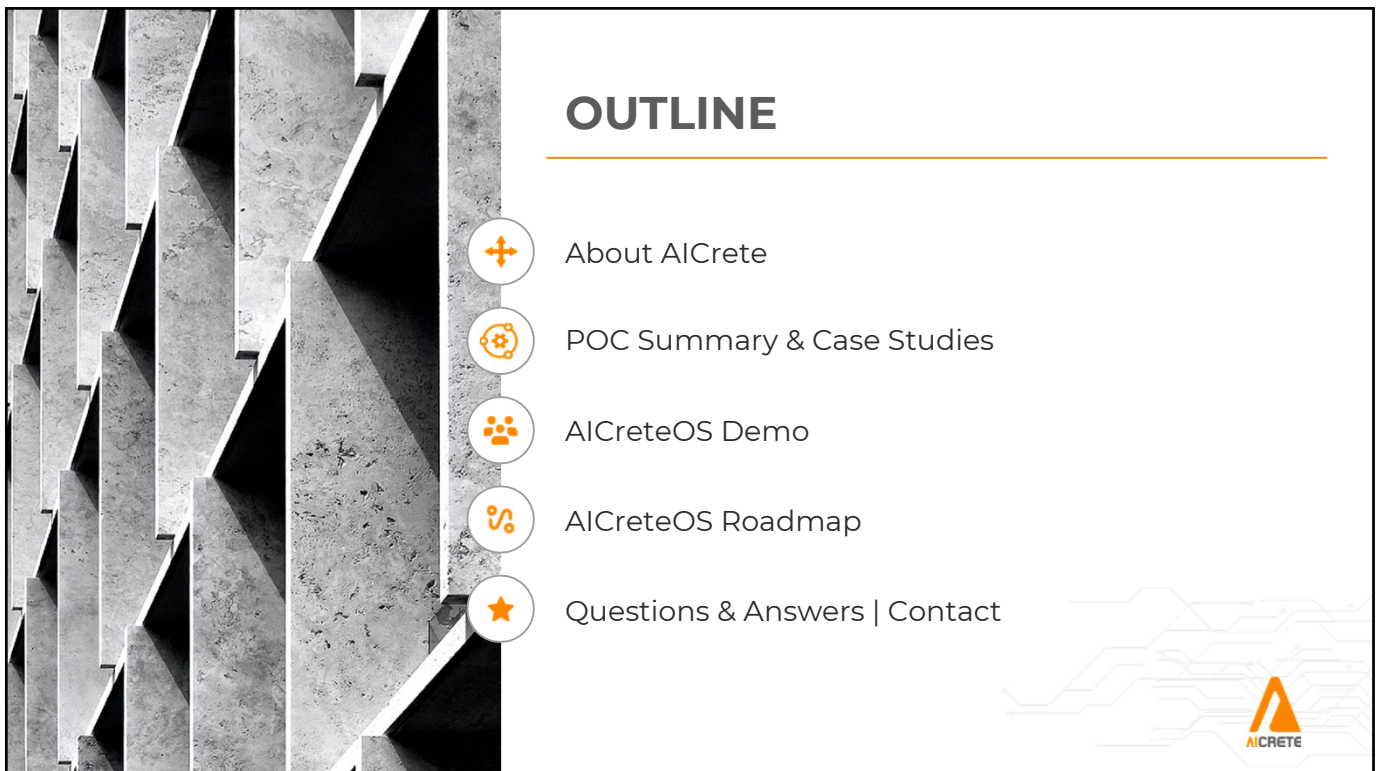 OUTLINE
About AICrete
POC Summary & Case Studies
AICreteOS Demo
AICreteOS Roadmap
Questions & Answers | Contact
AICRETE